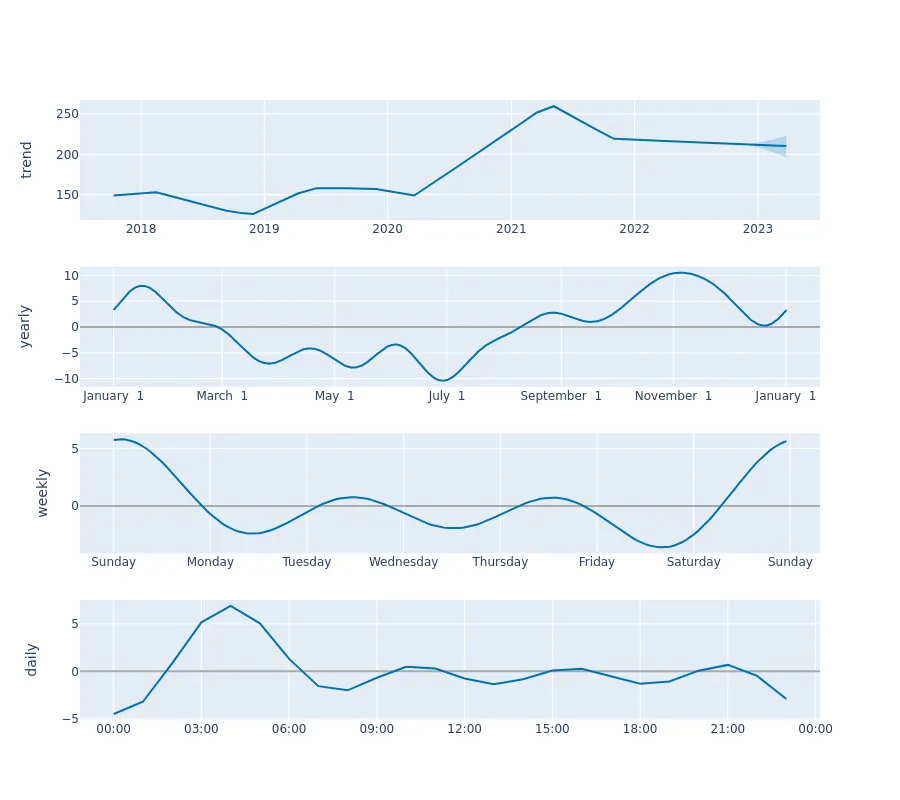 trend
250
200
150
2018 2019 2020 2021 2022 2023
yearly
10
5
0
−5
−10
January 1 March 1 May 1 July 1 September 1 November 1 January 1
weekly
5
0
Sunday Monday Tuesday Wednesday Thursday Friday Saturday Sunday
daily
5
0
−5
00:00 03:00 06:00 09:00 12:00 15:00 18:00 21:00 00:00